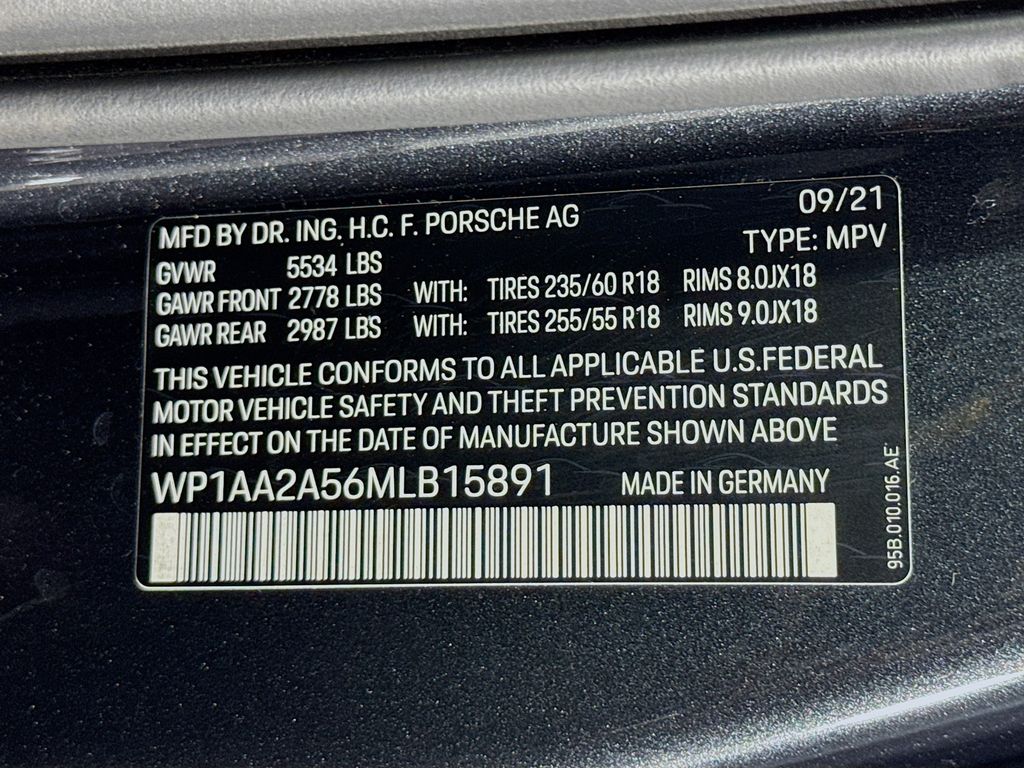 MFD BY DR. ING. H.C. F. PORSCHE AG 09/21
TYPE: MPV
GVWR 5534 LBS
GAWR FRONT 2778 LBS WITH: TIRES 235/60 R18 RIMS 8.0JX18
GAWR REAR 2987 LBS WITH: TIRES 255/55 R18 RIMS 9.0JX18
THIS VEHICLE CONFORMS TO ALL APPLICABLE U.S.FEDERAL
MOTOR VEHICLE SAFETY AND THEFT PREVENTION STANDARDS
IN EFFECT ON THE DATE OF MANUFACTURE SHOWN ABOVE
WP1AA2A56MLB15891 MADE IN GERMANY
95B.010.016.AE